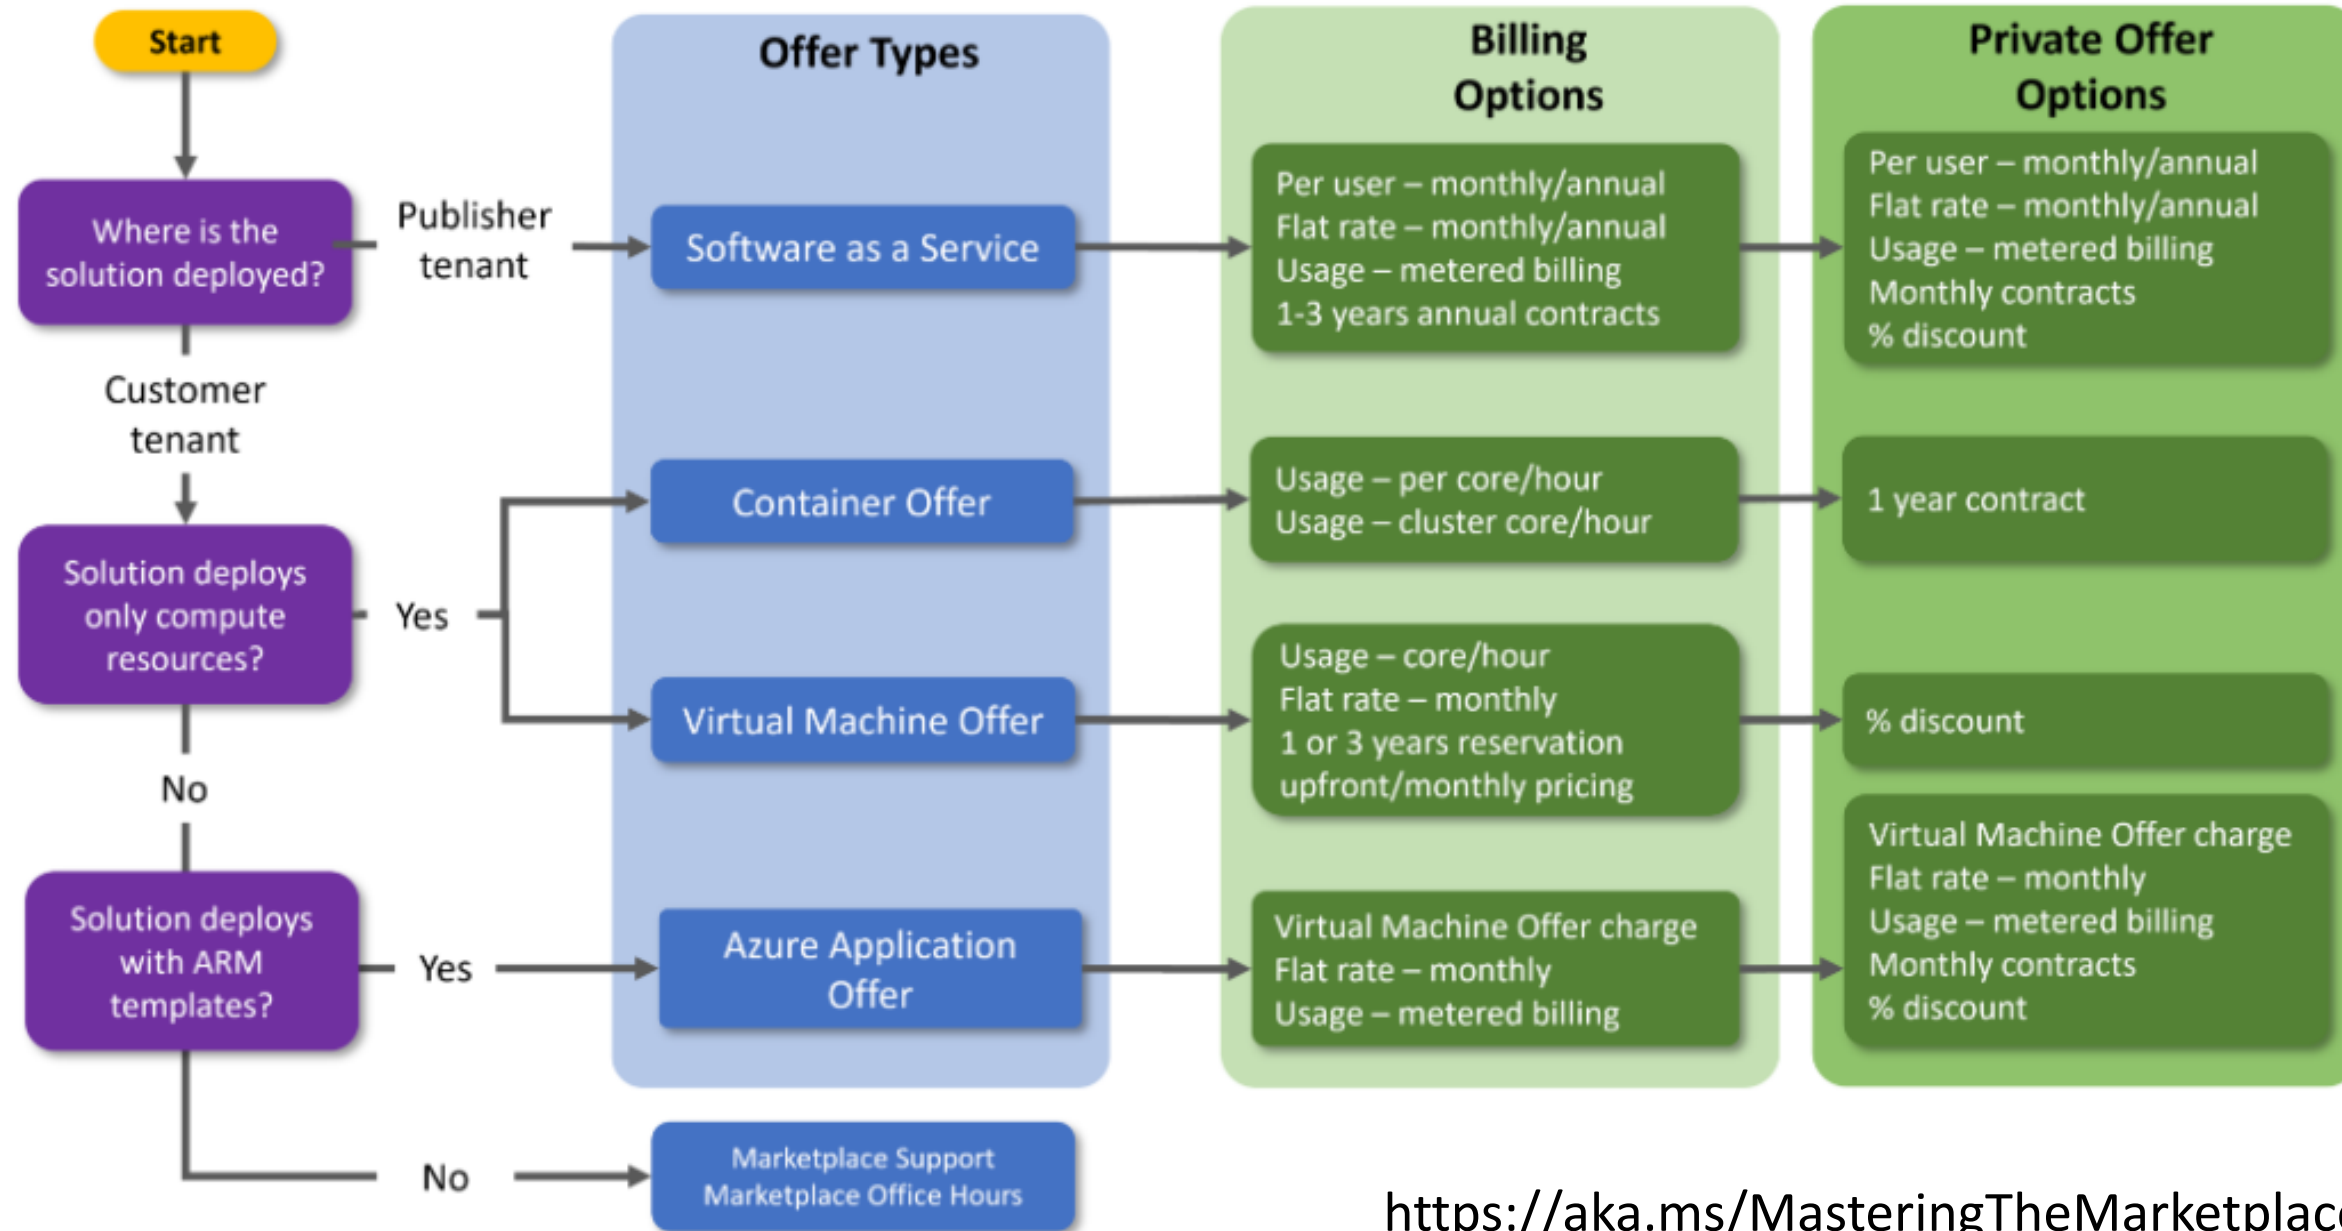 Start
Where is the
solution deployed?
Publisher
tenant
Customer
tenant
Solution deploys
only compute
resources?
Yes
No
Solution deploys
with ARM
templates?
Yes
No
Offer Types
Software as a Service
Container Offer
Virtual Machine Offer
Azure Application
Offer
Marketplace Support
Marketplace Office Hours
Billing
Options
Per user – monthly/annual
Flat rate – monthly/annual
Usage – metered billing
1-3 years annual contracts
Usage – per core/hour
Usage – cluster core/hour
Usage – core/hour
Flat rate – monthly
1 or 3 years reservation
upfront/monthly pricing
Virtual Machine Offer charge
Flat rate – monthly
Usage – metered billing
Private Offer
Options
Per user – monthly/annual
Flat rate – monthly/annual
Usage – metered billing
Monthly contracts
% discount
1 year contract
% discount
Virtual Machine Offer charge
Flat rate – monthly
Usage – metered billing
Monthly contracts
% discount
https://aka.ms/MasteringTheMarketplace